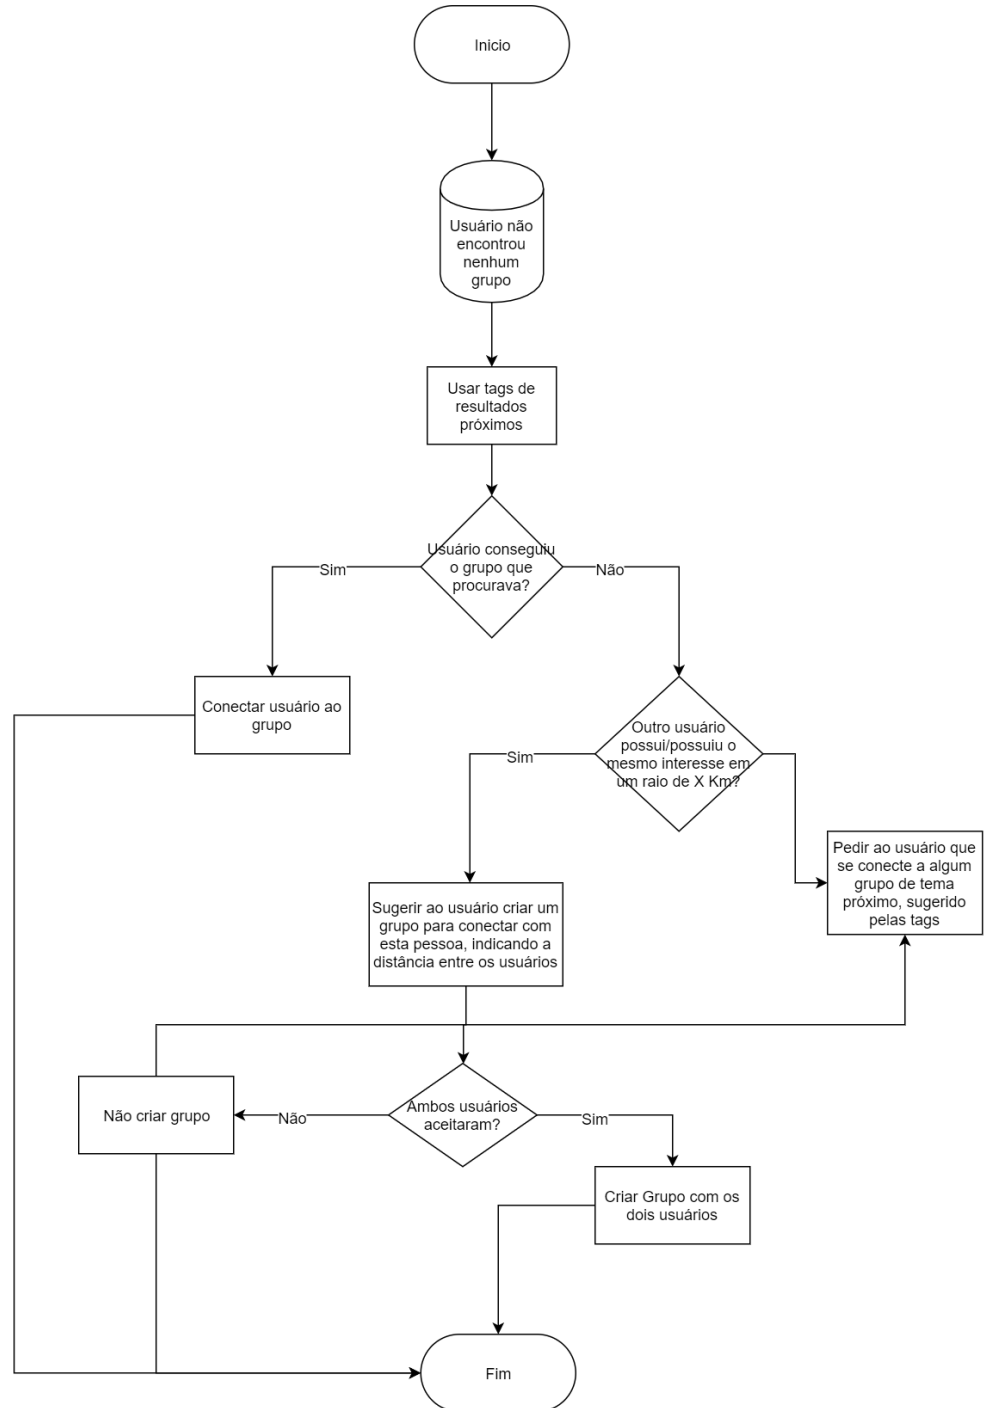 Inicio
Usuário não
encontrou
nenhum
grupo
Usar tags de
resultados
próximos
Usuário conseguiu
o grupo que
procurava?
Sim
Não
Conectar usuário ao
grupo
Outro usuário
possui/possuiu o
mesmo interesse em
um raio de X Km?
Sim
Pedir ao usuário que
se conecte a algum
grupo de tema
próximo, sugerido
pelas tags
Sugerir ao usuário criar um
grupo para conectar com
esta pessoa, indicando a
distância entre os usuários
Ambos usuários
aceitaram?
Não
Sim
Não criar grupo
Criar Grupo com os
dois usuários
Fim